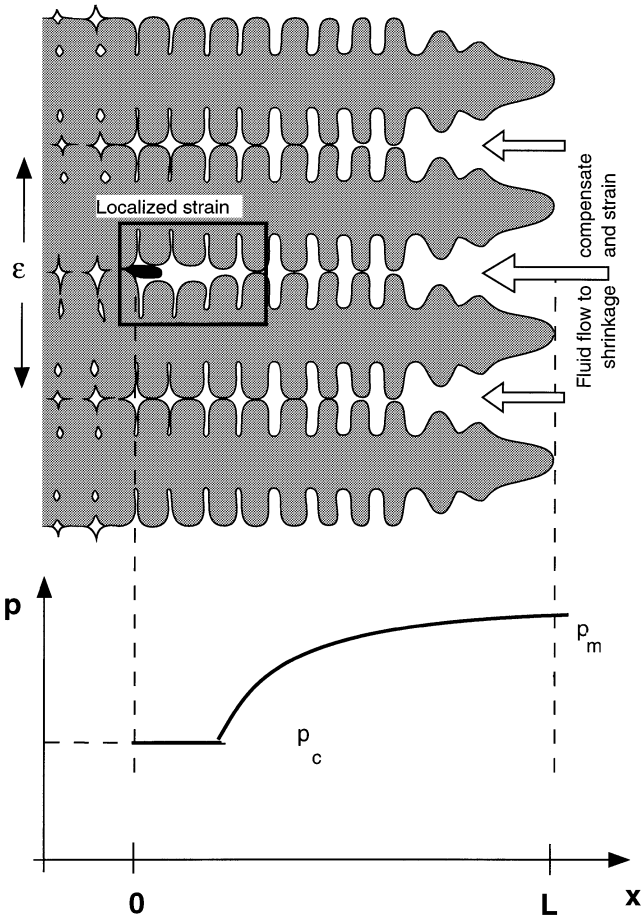 Localized strain
ε
Fluid flow to compensate
shrinkage and strain
p
p m
p c
0
L
x